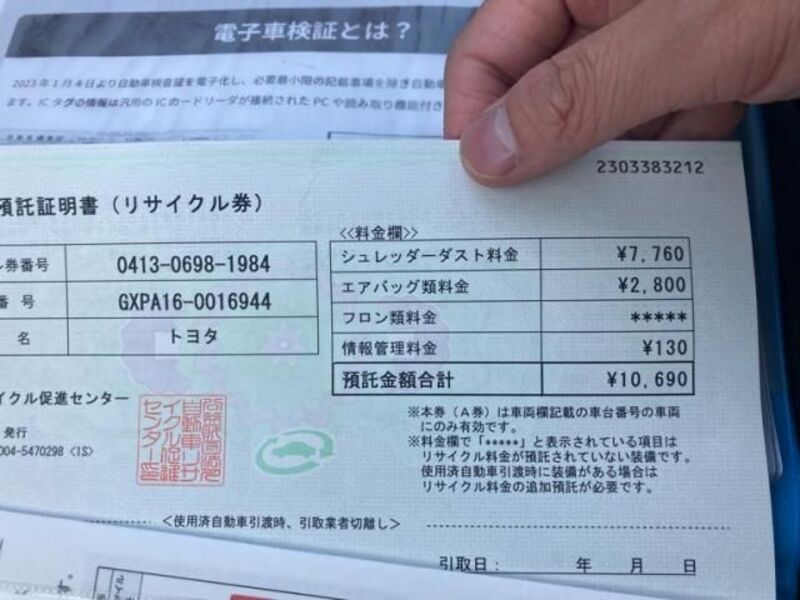 電子車検証とは？
2023年1月4日より自動車検査証を電子化し、必要最小限の記載事項を除き自動車
ます。ICタグの情報は汎用のICカードリーダが接続されたPCや読み取り機能付き
2303383212
預託証明書（リサイクル券）
≪料金欄≫
券番号 0413-0698-1984
番 号 GXPA16-0016944
名 トヨタ
シュレッダーダスト料金 ¥7,760
エアバッグ類料金 ¥2,800
フロン類料金 *****
情報管理料金 ¥130
預託金額合計 ¥10,690
イクル促進センター
発行
004-5470298 <1S>
※本券（A券）は車両欄記載の車台番号の車両
にのみ有効です。
※料金欄で「*****」と表示されている項目は
リサイクル料金が預託されていない装備です。
使用済自動車引渡時に装備がある場合は
リサイクル料金の追加預託が必要です。
＜使用済自動車引渡時、引取業者切離し＞
引取日： 年 月 日